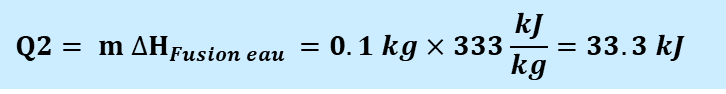 Q2 = m ΔH_Fusion eau = 0.1 kg × 333 kJ/kg = 33.3 kJ